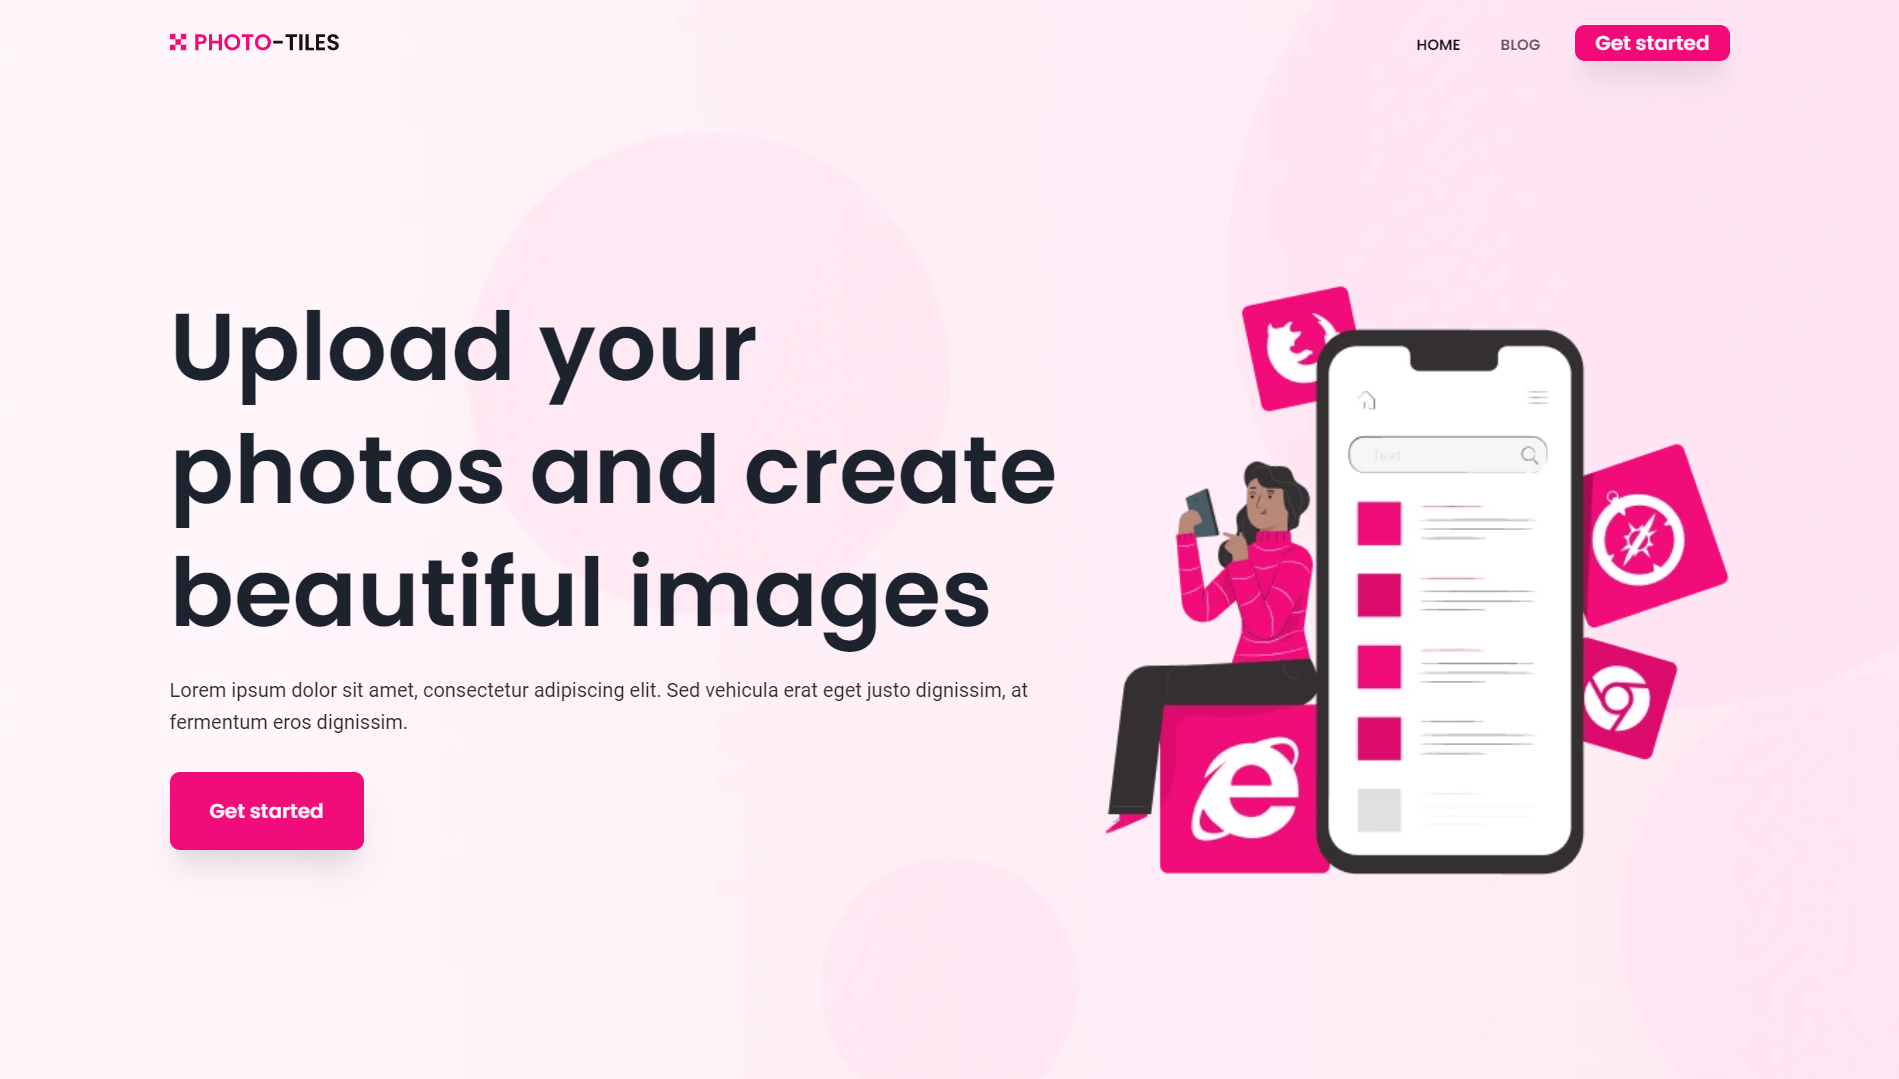 PHOTO-TILES
HOME
BLOG
Get started
Upload your
photos and create
beautiful images
Lorem ipsum dolor sit amet, consectetur adipiscing elit. Sed vehicula erat eget justo dignissim, at
fermentum eros dignissim.
Get started
Text